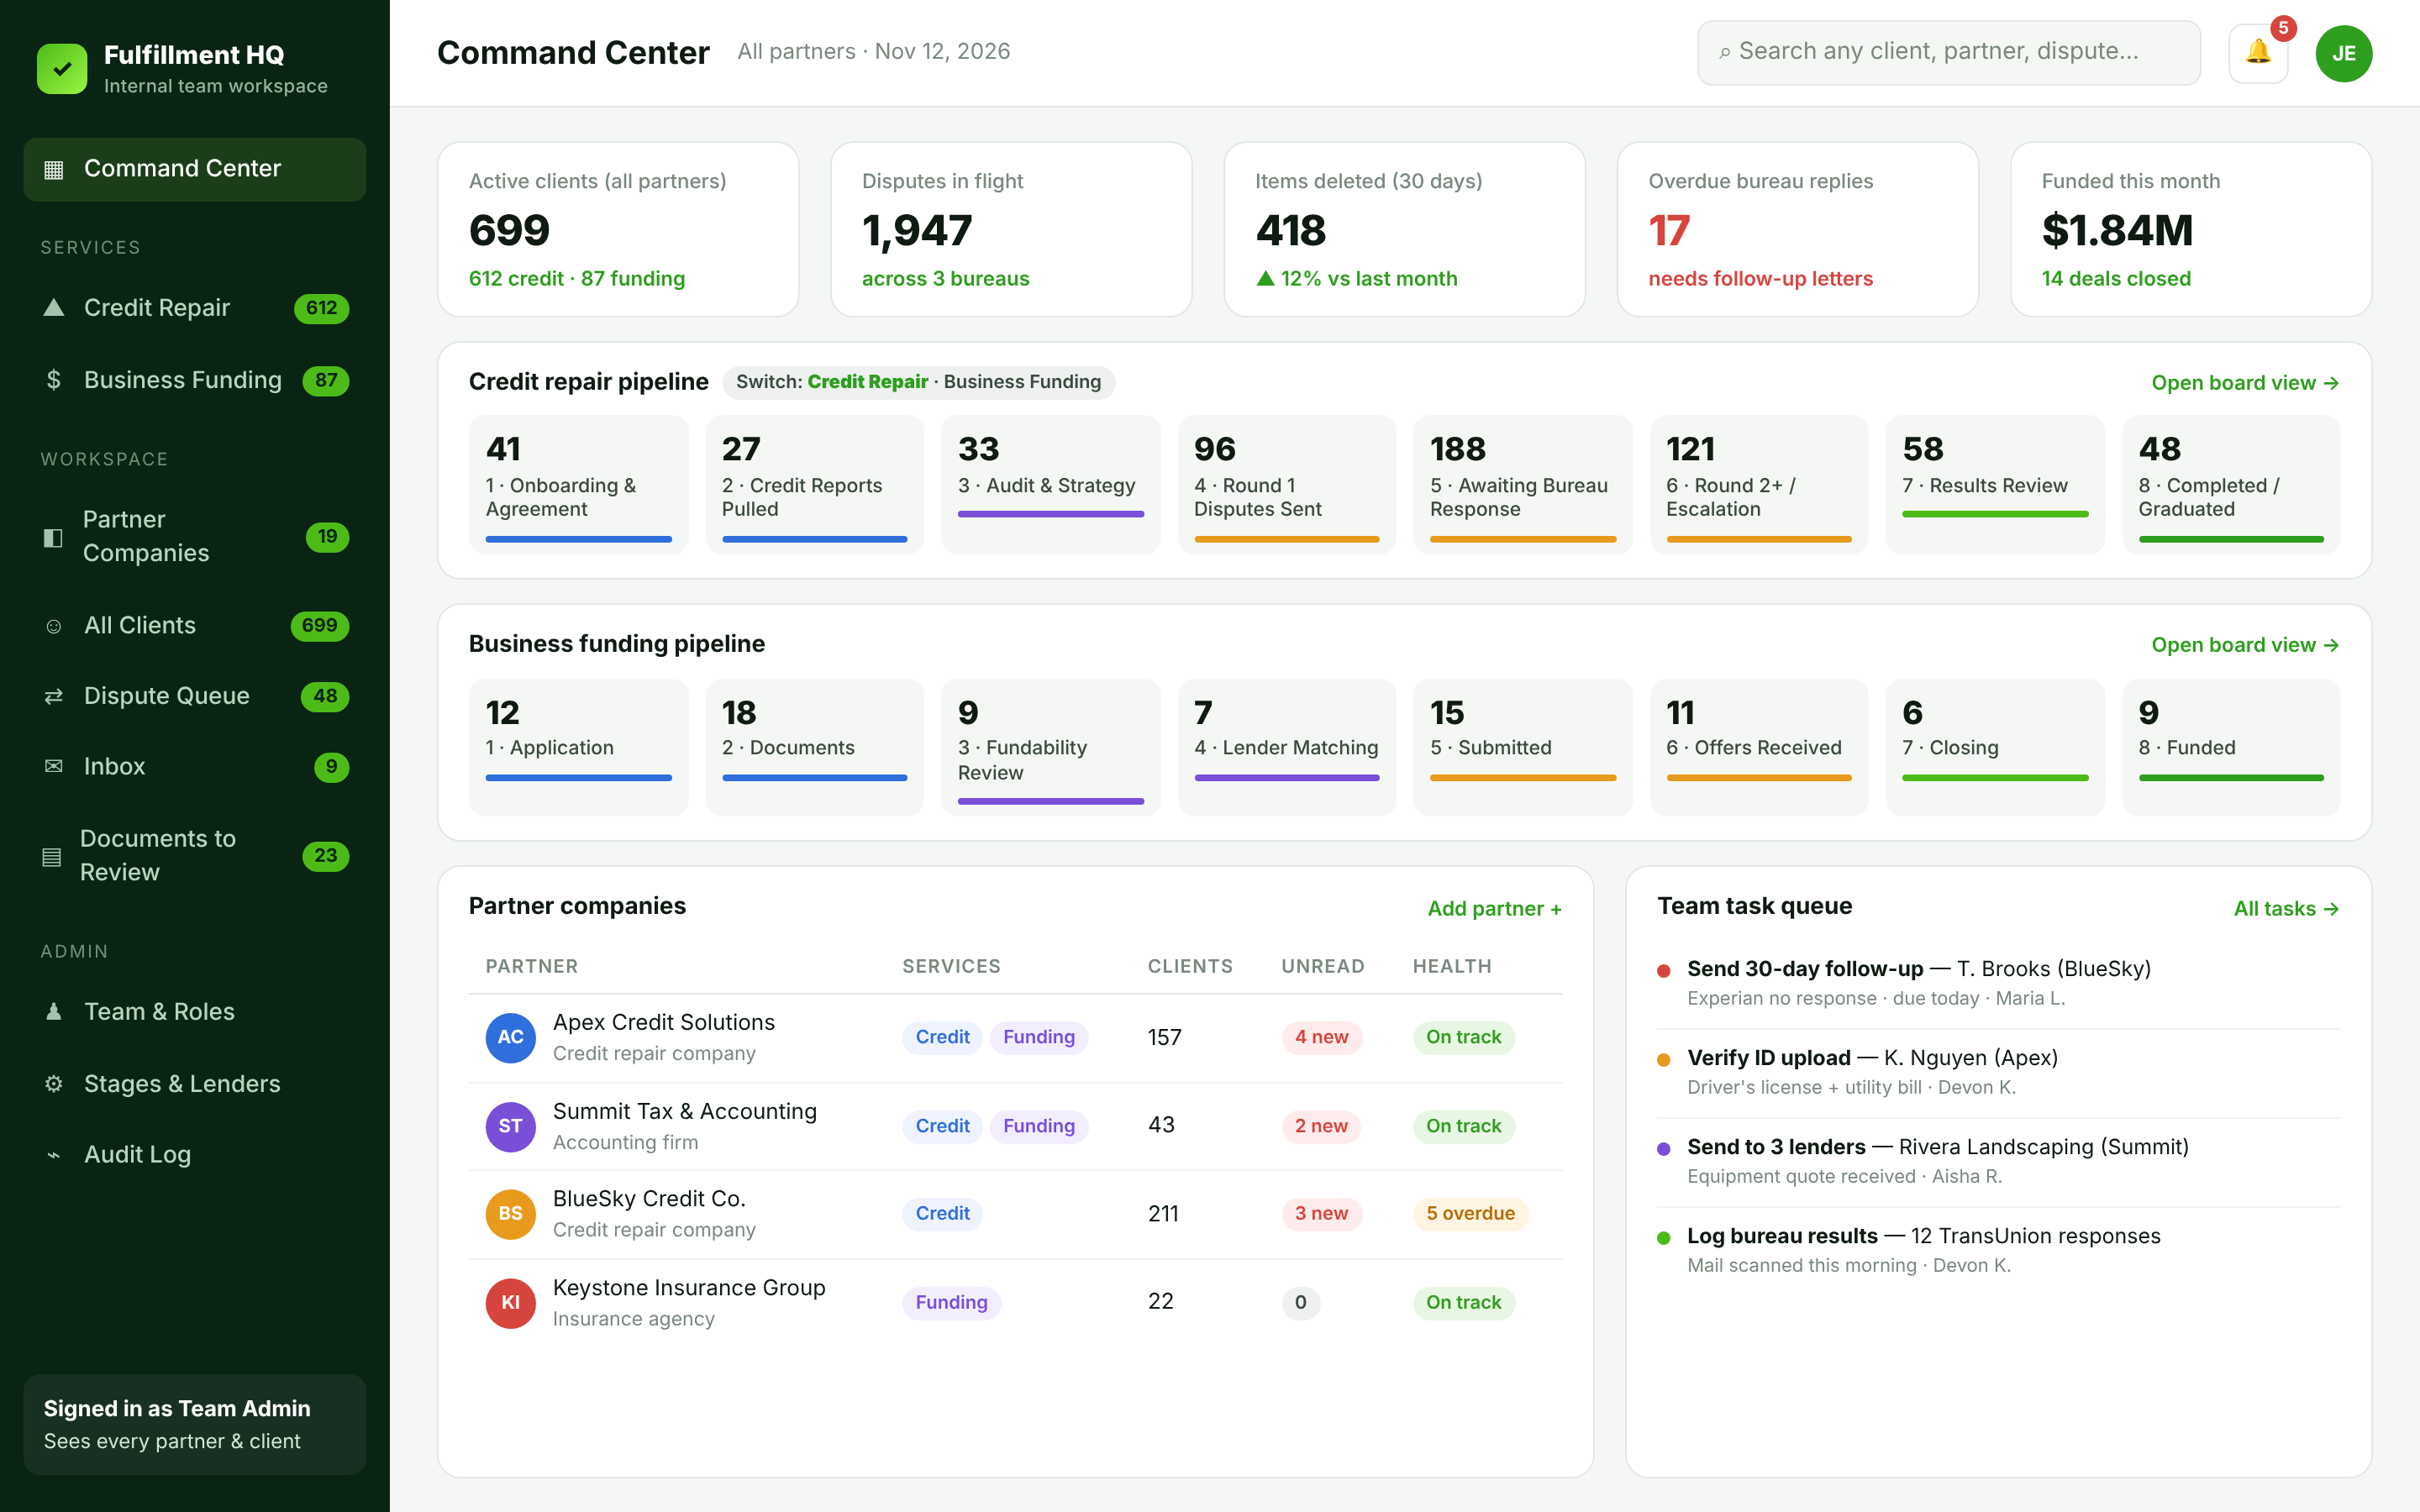 Fulfillment HQ
Internal team workspace
Command Center
SERVICES
Credit Repair 612
$ Business Funding 87
WORKSPACE
Partner
Companies
19
All Clients 699
Dispute Queue 48
Inbox 9
Documents to
Review
23
ADMIN
Team & Roles
Stages & Lenders
Audit Log
Signed in as Team Admin
Sees every partner & client
Command Center All partners · Nov 12, 2026
Search any client, partner, dispute...
5
JE
Active clients (all partners)
699
612 credit · 87 funding
Disputes in flight
1,947
across 3 bureaus
Items deleted (30 days)
418
▲ 12% vs last month
Overdue bureau replies
17
needs follow-up letters
Funded this month
$1.84M
14 deals closed
Credit repair pipeline Switch: Credit Repair · Business Funding Open board view →
41
1 · Onboarding &
Agreement
27
2 · Credit Reports
Pulled
33
3 · Audit & Strategy
96
4 · Round 1
Disputes Sent
188
5 · Awaiting Bureau
Response
121
6 · Round 2+ /
Escalation
58
7 · Results Review
48
8 · Completed /
Graduated
Business funding pipeline Open board view →
12
1 · Application
18
2 · Documents
9
3 · Fundability
Review
7
4 · Lender Matching
15
5 · Submitted
11
6 · Offers Received
6
7 · Closing
9
8 · Funded
Partner companies Add partner +
PARTNER SERVICES CLIENTS UNREAD HEALTH
AC Apex Credit Solutions Credit Funding 157 4 new On track
Credit repair company
ST Summit Tax & Accounting Credit Funding 43 2 new On track
Accounting firm
BS BlueSky Credit Co. Credit 211 3 new 5 overdue
Credit repair company
KI Keystone Insurance Group Funding 22 0 On track
Insurance agency
Team task queue All tasks →
Send 30-day follow-up — T. Brooks (BlueSky)
Experian no response · due today · Maria L.
Verify ID upload — K. Nguyen (Apex)
Driver's license + utility bill · Devon K.
Send to 3 lenders — Rivera Landscaping (Summit)
Equipment quote received · Aisha R.
Log bureau results — 12 TransUnion responses
Mail scanned this morning · Devon K.